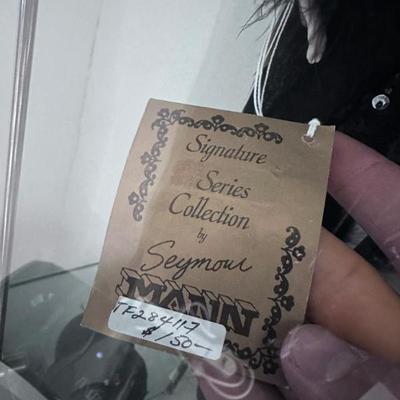 Signature
Series
Collection
by
Seymour
MANN
TF284117
$150-